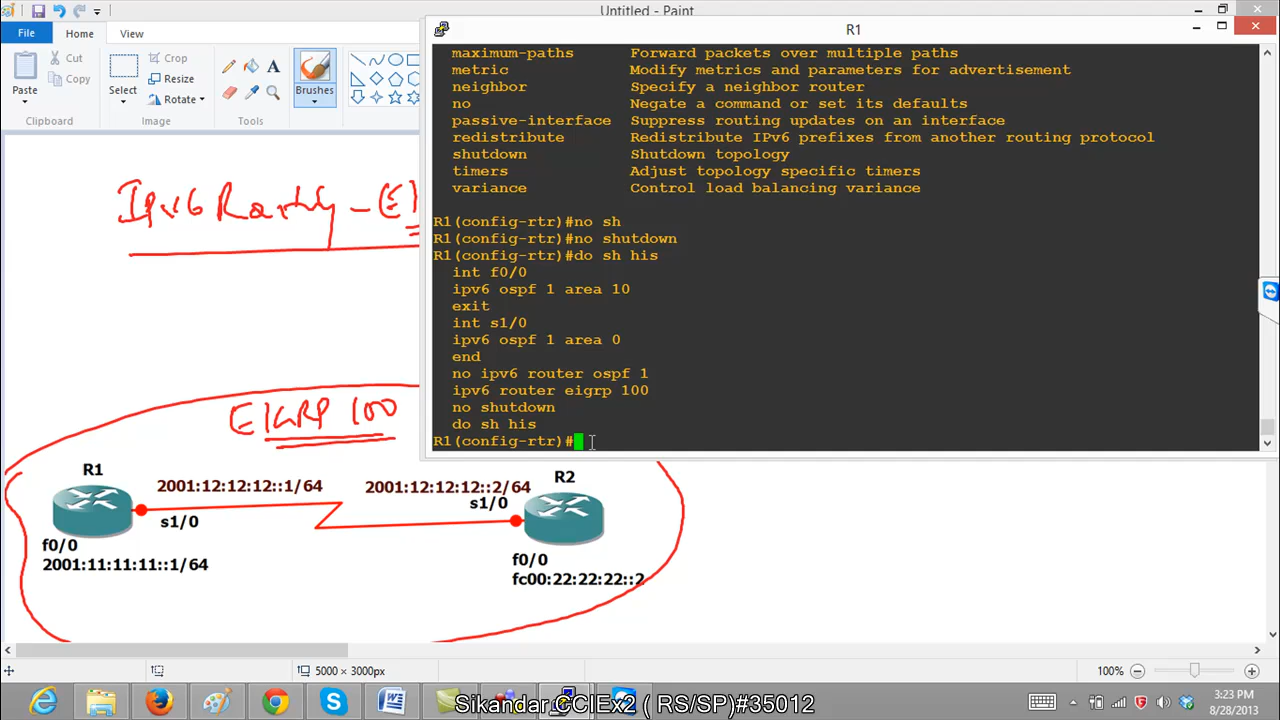 Untitled - Paint
File
Home
View
Paste
Cut
Copy
Clipboard
Select
Resize
Rotate
Image
A
Tools
Brushes
R1
maximum-paths Forward packets over multiple paths
metric Modify metrics and parameters for advertisement
neighbor Specify a neighbor router
no Negate a command or set its defaults
passive-interface Suppress routing updates on an interface
redistribute Redistribute IPv6 prefixes from another routing protocol
shutdown Shutdown topology
timers Adjust topology specific timers
variance Control load balancing variance
R1(config-rtr)#no sh
R1(config-rtr)#no shutdown
R1(config-rtr)#do sh his
int f0/0
ipv6 ospf 1 area 10
exit
int s1/0
ipv6 ospf 1 area 0
end
no ipv6 router ospf 1
ipv6 router eigrp 100
no shutdown
do sh his
R1(config-rtr)#
IPv6
EIGRP 100
R1
2001:12:12:12::1/64
2001:12:12:12::2/64
R2
s1/0
s1/0
f0/0
2001:11:11:11::1/64
f0/0
fc00:22:22:22::2
5000 × 3000px
100%
Sikandar CCIEx2 ( RS/SP)#35012
3:23 PM
8/28/2013